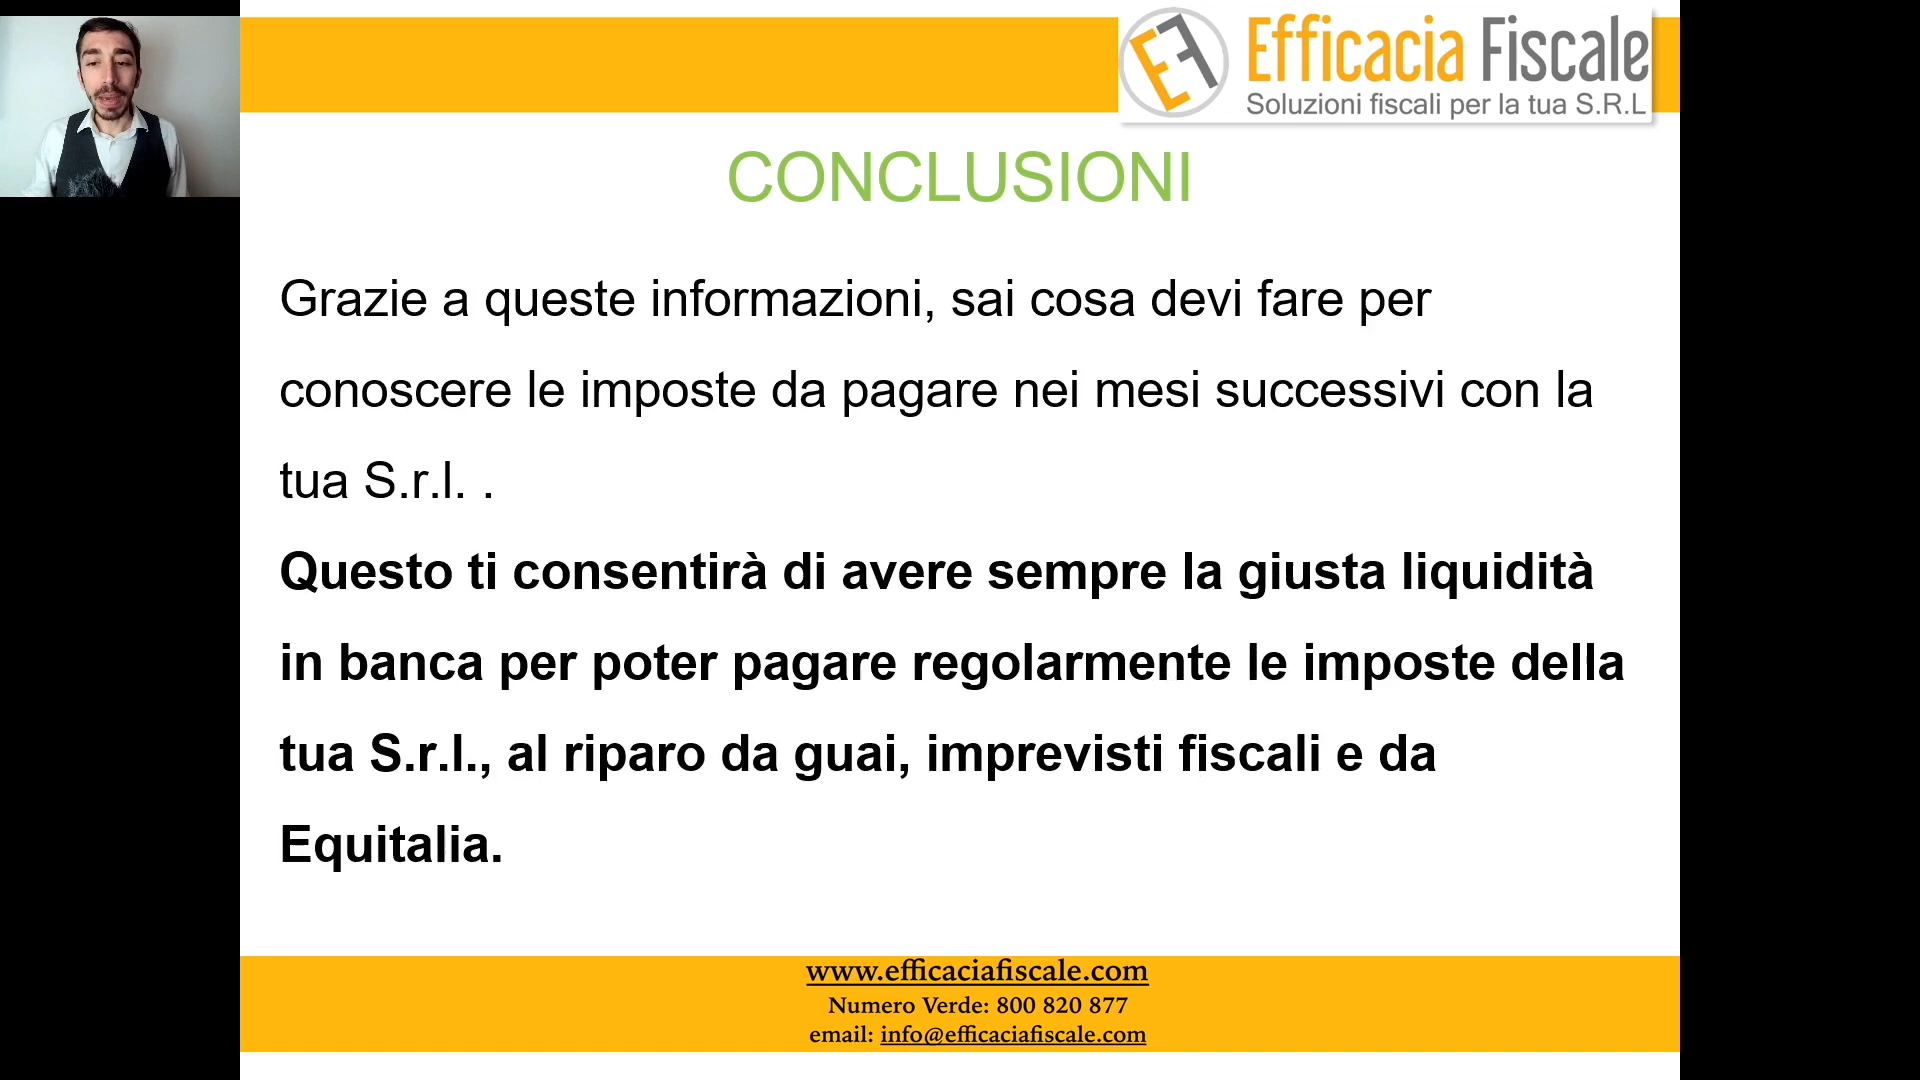 EF
Efficacia Fiscale
Soluzioni fiscali per la tua S.R.L
CONCLUSIONI
Grazie a queste informazioni, sai cosa devi fare per
conoscere le imposte da pagare nei mesi successivi con la
tua S.r.l. .
Questo ti consentirà di avere sempre la giusta liquidità
in banca per poter pagare regolarmente le imposte della
tua S.r.l., al riparo da guai, imprevisti fiscali e da
Equitalia.
www.efficaciafiscale.com
Numero Verde: 800 820 877
email: info@efficaciafiscale.com